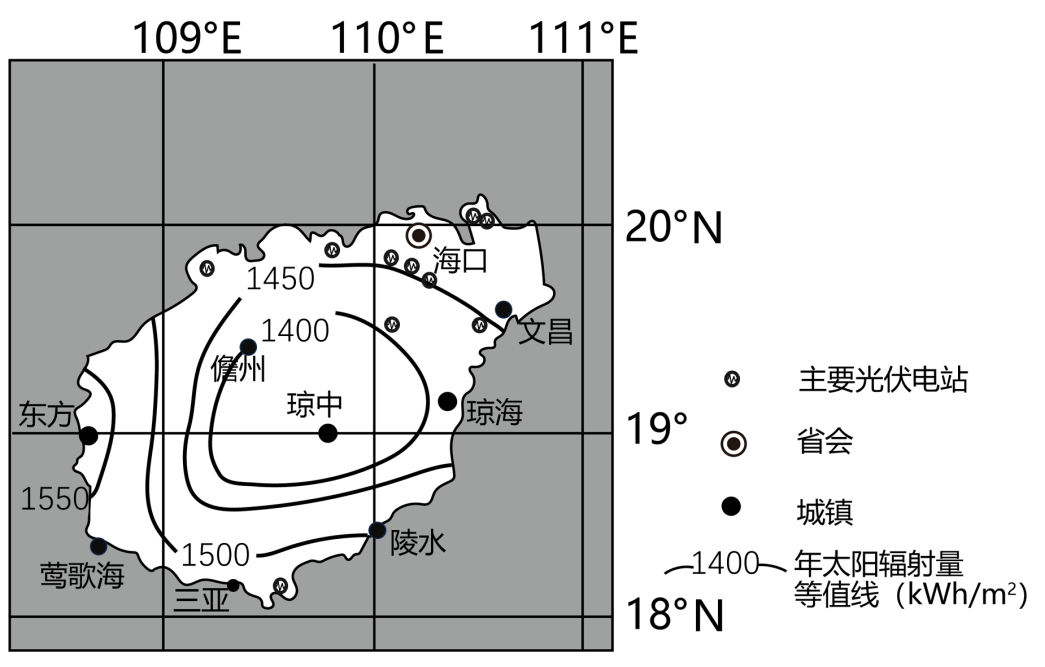 109°E 110°E 111°E
20°N
海口
1450
1400
文昌
儋州
主要光伏电站
琼中
东方
琼海
19°
省会
1550
城镇
陵水
1500
莺歌海
1400
年太阳辐射量
等值线（kWh/m²）
三亚
18°N